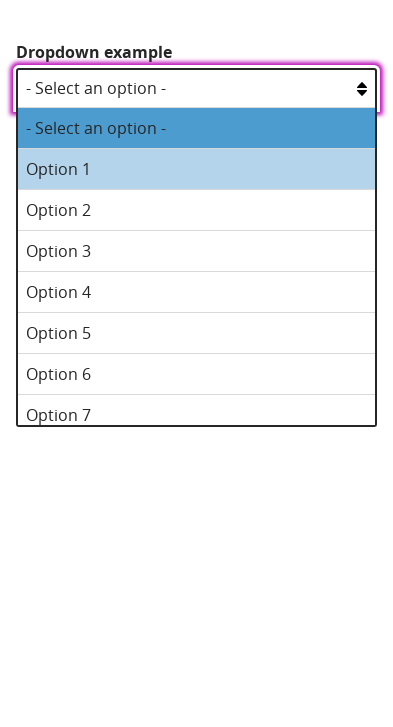 Dropdown example
- Select an option -
- Select an option -
Option 1
Option 2
Option 3
Option 4
Option 5
Option 6
Option 7